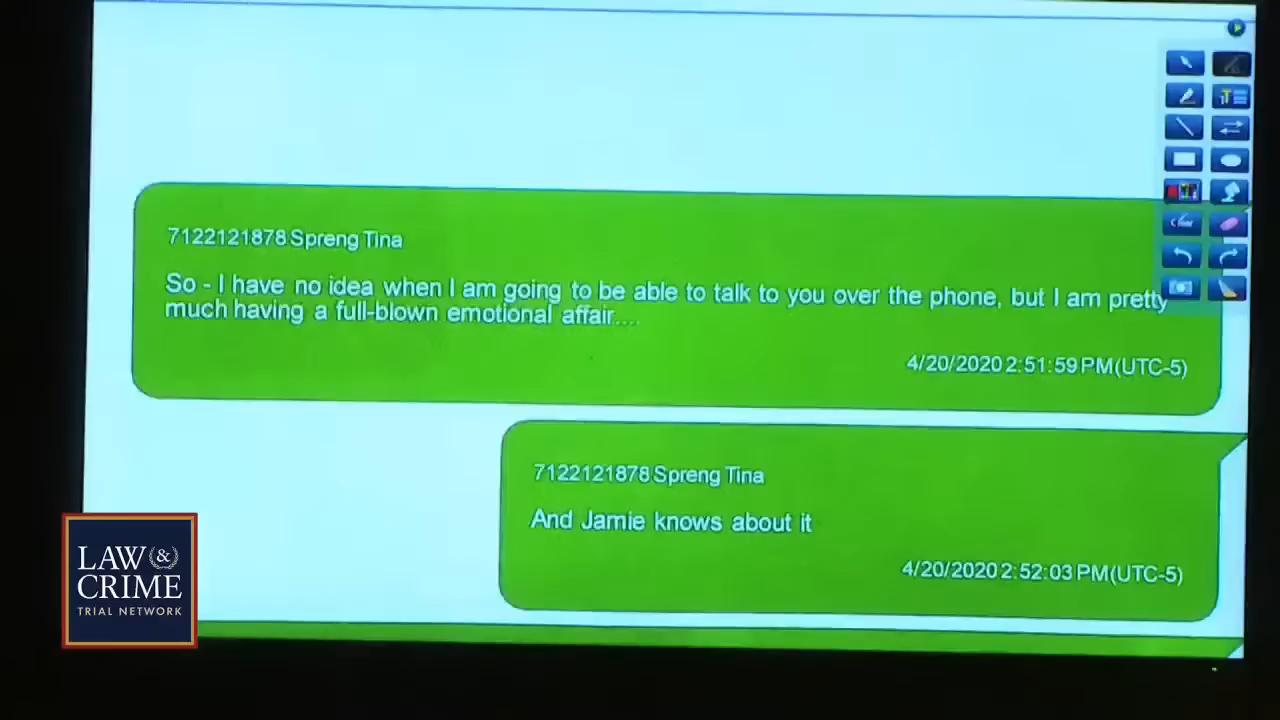 7122121878 Spreng Tina
So - I have no idea when I am going to be able to talk to you over the phone, but I am pretty
much having a full-blown emotional affair....
4/20/2020 2:51:59 PM(UTC-5)
7122121878 Spreng Tina
And Jamie knows about it
4/20/2020 2:52:03 PM(UTC-5)
LAW &
CRIME
TRIAL NETWORK